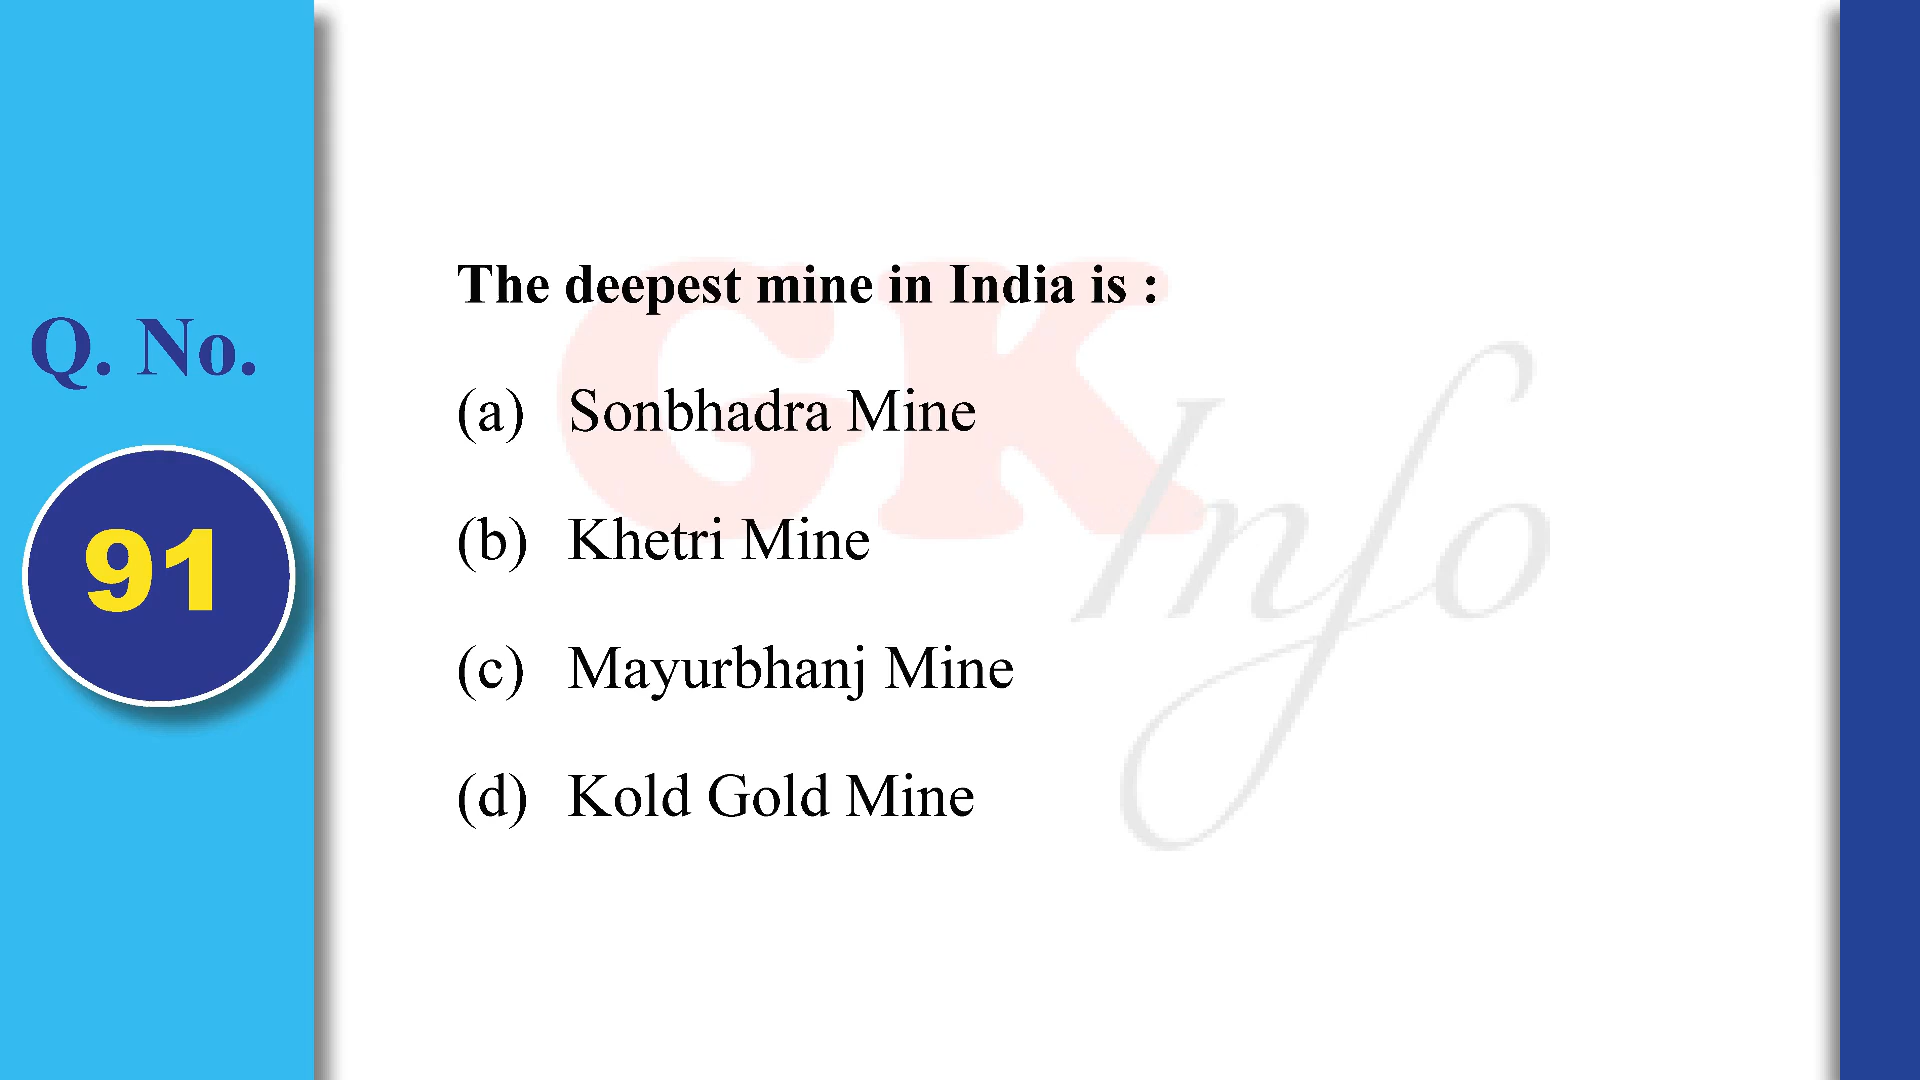 Q. No.
91
The deepest mine in India is :
(a) Sonbhadra Mine
(b) Khetri Mine
(c) Mayurbhanj Mine
(d) Kold Gold Mine
GK
Info